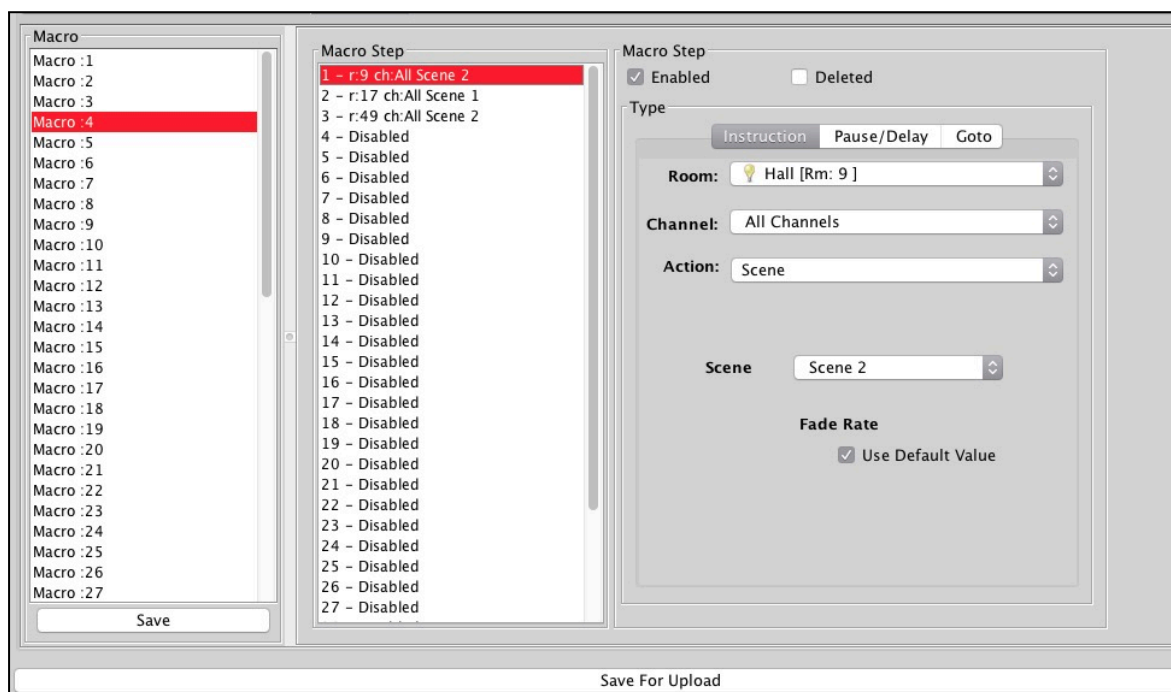 Macro
Macro :1
Macro :2
Macro :3
Macro :4
Macro :5
Macro :6
Macro :7
Macro :8
Macro :9
Macro :10
Macro :11
Macro :12
Macro :13
Macro :14
Macro :15
Macro :16
Macro :17
Macro :18
Macro :19
Macro :20
Macro :21
Macro :22
Macro :23
Macro :24
Macro :25
Macro :26
Macro :27
Save
Macro Step
1 - r:9 ch:All Scene 2
2 - r:17 ch:All Scene 1
3 - r:49 ch:All Scene 2
4 - Disabled
5 - Disabled
6 - Disabled
7 - Disabled
8 - Disabled
9 - Disabled
10 - Disabled
11 - Disabled
12 - Disabled
13 - Disabled
14 - Disabled
15 - Disabled
16 - Disabled
17 - Disabled
18 - Disabled
19 - Disabled
20 - Disabled
21 - Disabled
22 - Disabled
23 - Disabled
24 - Disabled
25 - Disabled
26 - Disabled
27 - Disabled
Macro Step
Enabled Deleted
Type
Instruction Pause/Delay Goto
Room: Hall [Rm: 9 ]
Channel: All Channels
Action: Scene
Scene Scene 2
Fade Rate
Use Default Value
Save For Upload